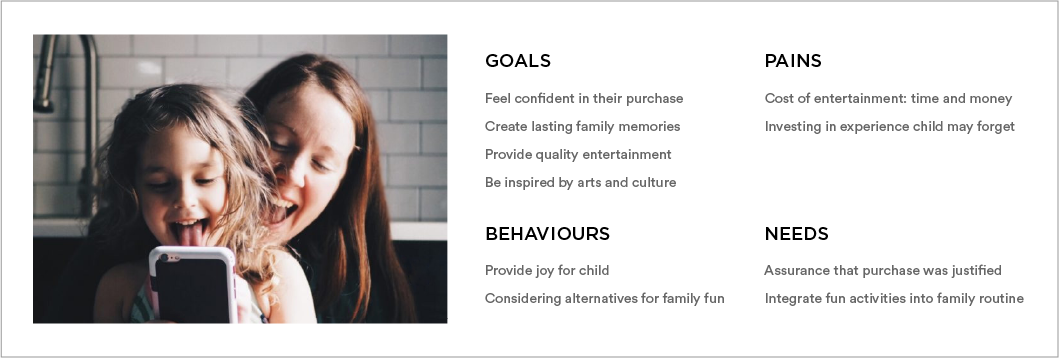 GOALS
Feel confident in their purchase
Create lasting family memories
Provide quality entertainment
Be inspired by arts and culture
PAINS
Cost of entertainment: time and money
Investing in experience child may forget
BEHAVIOURS
Provide joy for child
Considering alternatives for family fun
NEEDS
Assurance that purchase was justified
Integrate fun activities into family routine